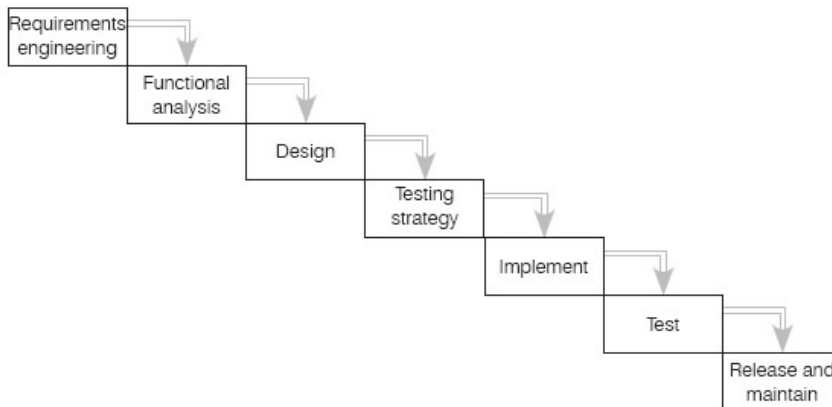 Requirements
engineering
Functional
analysis
Design
Testing
strategy
Implement
Test
Release and
maintain